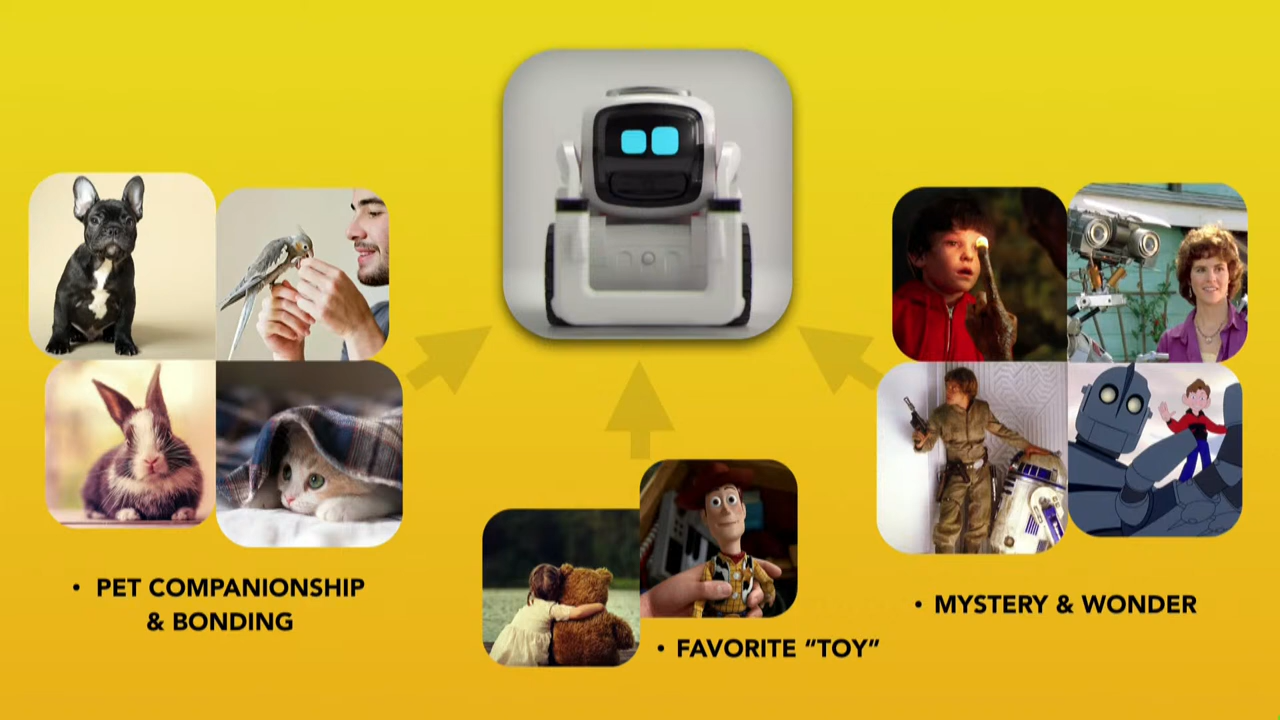 • PET COMPANIONSHIP
& BONDING
• FAVORITE “TOY”
• MYSTERY & WONDER